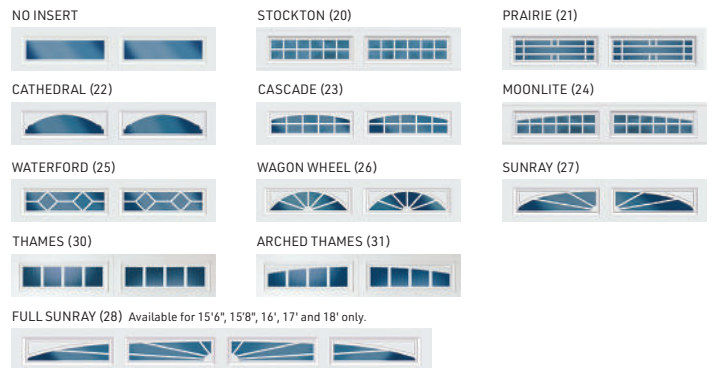 NO INSERT
STOCKTON (20)
PRAIRIE (21)
CATHEDRAL (22)
CASCADE (23)
MOONLITE (24)
WATERFORD (25)
WAGON WHEEL (26)
SUNRAY (27)
THAMES (30)
ARCHED THAMES (31)
FULL SUNRAY (28) Available for 15'6", 15'8", 16', 17' and 18' only.